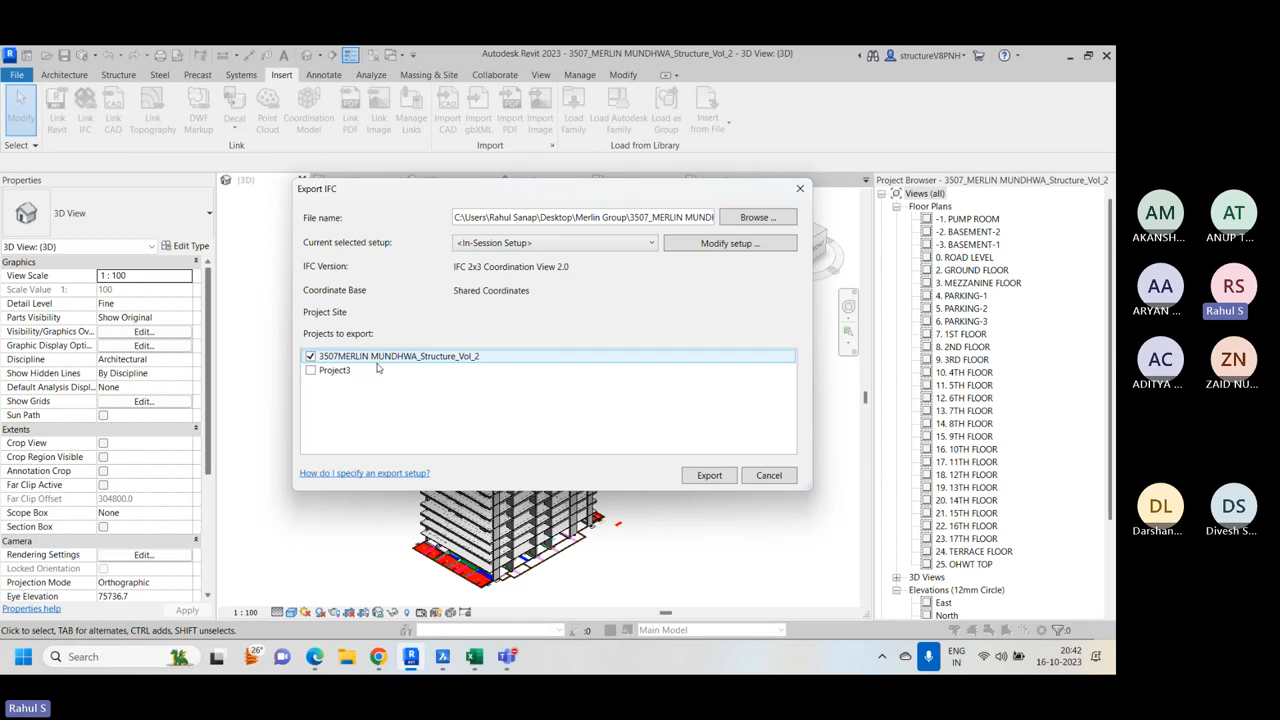 Autodesk Revit 2023 - 3507_MERLIN MUNDHWA_Structure_Vol_2 - 3D View: {3D}
structureV8PNH
File
Architecture
Structure
Steel
Precast
Systems
Insert
Annotate
Analyze
Massing & Site
Collaborate
View
Manage
Modify
Modify
Link Revit
Link IFC
Link CAD
Link Topography
DWF Markup
Decal
Point Cloud
Coordination Model
Link PDF
Link Image
Manage Links
Import CAD
Import gbXML
Import PDF
Import Image
Load Family
Load Autodesk Family
Load as Group
Insert from File
Select
Link
Import
Load from Library
Properties
3D View
3D View: {3D}
Edit Type
Graphics
View Scale 1 : 100
Scale Value 1: 100
Detail Level Fine
Parts Visibility Show Original
Visibility/Graphics Ov... Edit...
Graphic Display Opti... Edit...
Discipline Architectural
Show Hidden Lines By Discipline
Default Analysis Displ... None
Show Grids Edit...
Sun Path
Extents
Crop View
Crop Region Visible
Annotation Crop
Far Clip Active
Far Clip Offset 304800.0
Scope Box None
Section Box
Camera
Rendering Settings Edit...
Locked Orientation
Projection Mode Orthographic
Eye Elevation 75736.7
Properties help
Apply
{3D}
Export IFC
File name:
C:\Users\Rahul Sanap\Desktop\Merlin Group\3507_MERLIN MUNDH
Browse ...
Current selected setup:
<In-Session Setup>
Modify setup ...
IFC Version:
IFC 2x3 Coordination View 2.0
Coordinate Base
Shared Coordinates
Project Site
Projects to export:
3507MERLIN MUNDHWA_Structure_Vol_2
Project3
How do I specify an export setup?
Export
Cancel
1 : 100
Project Browser - 3507_MERLIN MUNDHWA_Structure_Vol_2
Views (all)
Floor Plans
-1. PUMP ROOM
-2. BASEMENT-2
-3. BASEMENT-1
0. ROAD LEVEL
2. GROUND FLOOR
3. MEZZANINE FLOOR
4. PARKING-1
5. PARKING-2
6. PARKING-3
7. 1ST FLOOR
8. 2ND FLOOR
9. 3RD FLOOR
10. 4TH FLOOR
11. 5TH FLOOR
12. 6TH FLOOR
13. 7TH FLOOR
14. 8TH FLOOR
15. 9TH FLOOR
16. 10TH FLOOR
17. 11TH FLOOR
18. 12TH FLOOR
19. 13TH FLOOR
20. 14TH FLOOR
21. 15TH FLOOR
22. 16TH FLOOR
23. 17TH FLOOR
24. TERRACE FLOOR
25. OHWT TOP
3D Views
Elevations (12mm Circle)
East
North
Click to select, TAB for alternates, CTRL adds, SHIFT unselects.
:0
Main Model
:0
Search
26°
ENG
IN
20:42
16-10-2023
AM
AKANSH...
AT
ANUP T...
AA
ARYAN ...
RS
Rahul S
AC
ADITYA ...
ZN
ZAID NU...
DL
Darshan...
DS
Divesh S...
Rahul S